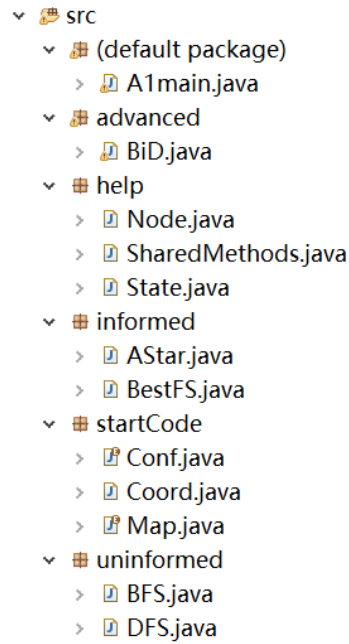 src
(default package)
A1main.java
advanced
BiD.java
help
Node.java
SharedMethods.java
State.java
informed
AStar.java
BestFS.java
startCode
Conf.java
Coord.java
Map.java
uninformed
BFS.java
DFS.java